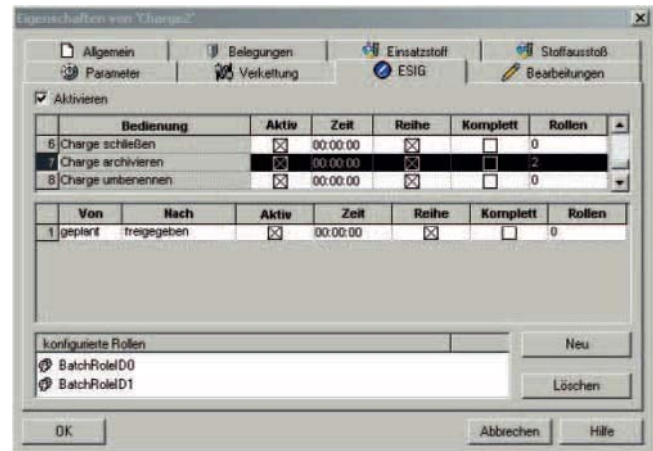 Eigenschaften von 'Charge2'
Allgemein Belegungen Einsatzstoff Stoffausstoß
Parameter Verkettung ESIG Bearbeitungen
Aktivieren
Bedienung Aktiv Zeit Reihe Komplett Rollen
6 Charge schließen 00:00:00 0
7 Charge archivieren 00:00:00 2
8 Charge umbenennen 00:00:00 0
Von Nach Aktiv Zeit Reihe Komplett Rollen
1 geplant freigegeben 00:00:00 0
konfigurierte Rollen
BatchRoleID0
BatchRoleID1
Neu
Löschen
OK Abbrechen Hilfe